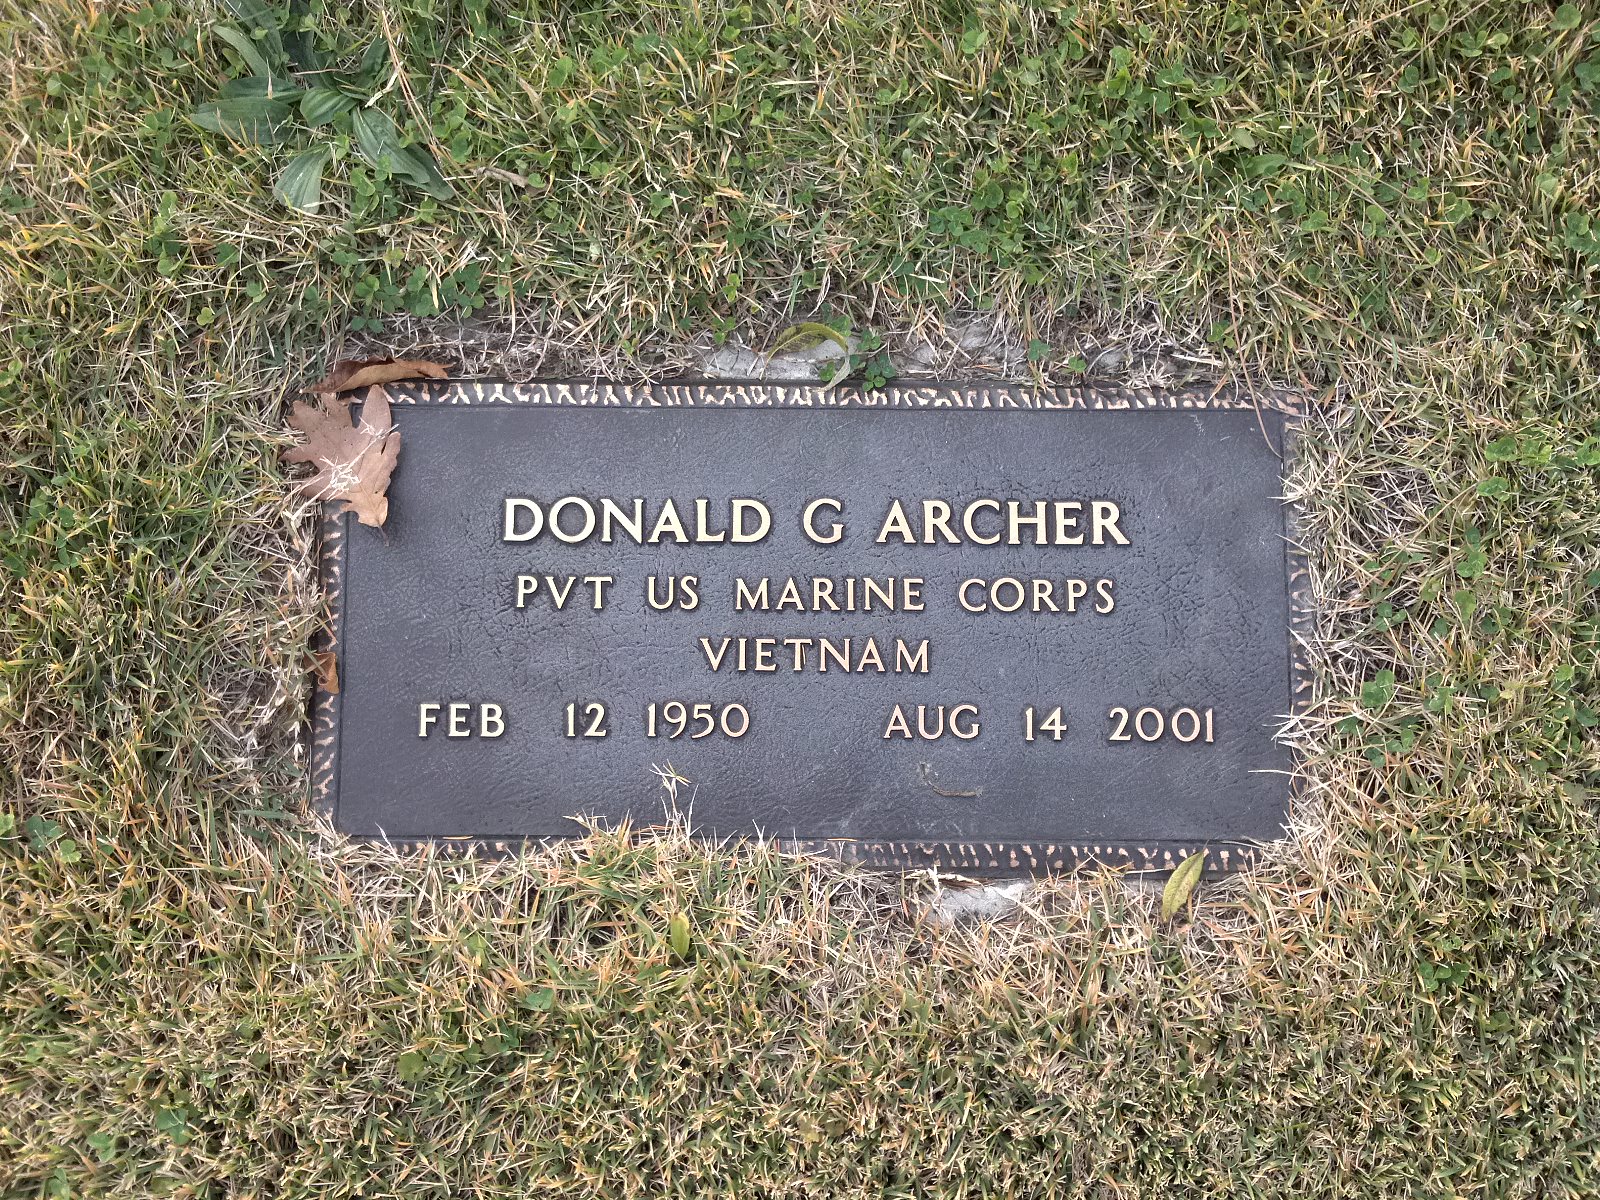 DONALD G ARCHER
PVT US MARINE CORPS
VIETNAM
FEB 12 1950 AUG 14 2001